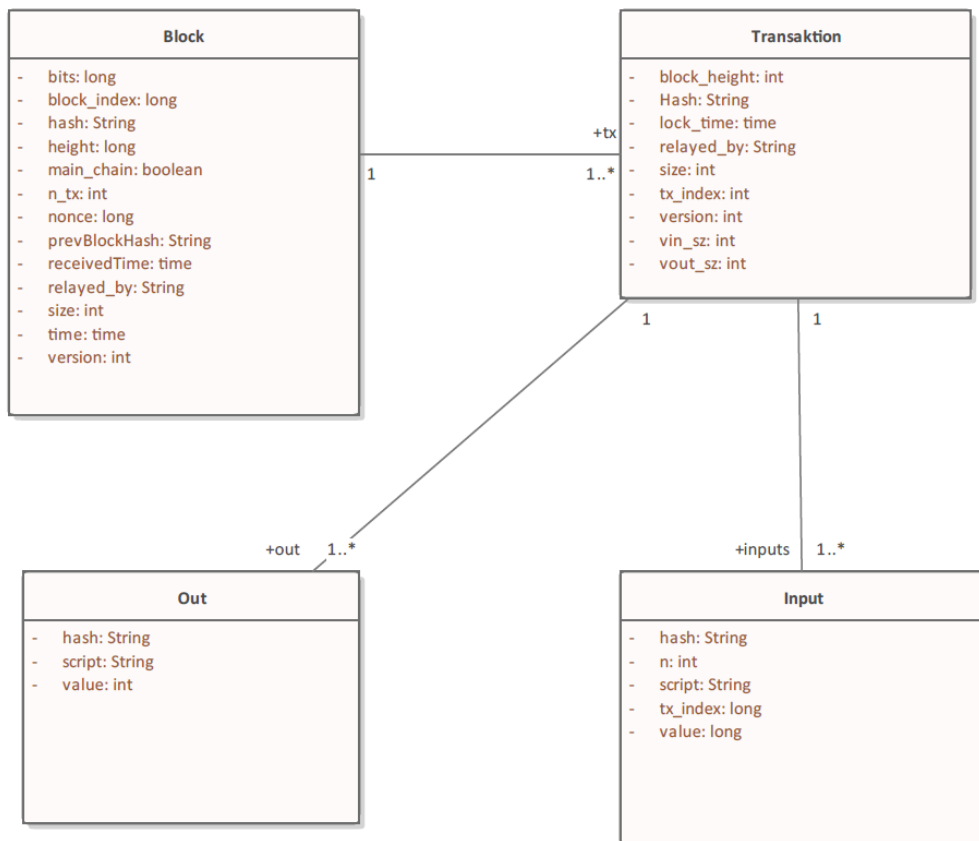 Block
- bits: long
- block_index: long
- hash: String
- height: long
- main_chain: boolean
- n_tx: int
- nonce: long
- prevBlockHash: String
- receivedTime: time
- relayed_by: String
- size: int
- time: time
- version: int
Transaktion
- block_height: int
- Hash: String
- lock_time: time
- relayed_by: String
- size: int
- tx_index: int
- version: int
- vin_sz: int
- vout_sz: int
+tx
1
1..*
1
1
+out
1..*
+inputs
1..*
Out
- hash: String
- script: String
- value: int
Input
- hash: String
- n: int
- script: String
- tx_index: long
- value: long